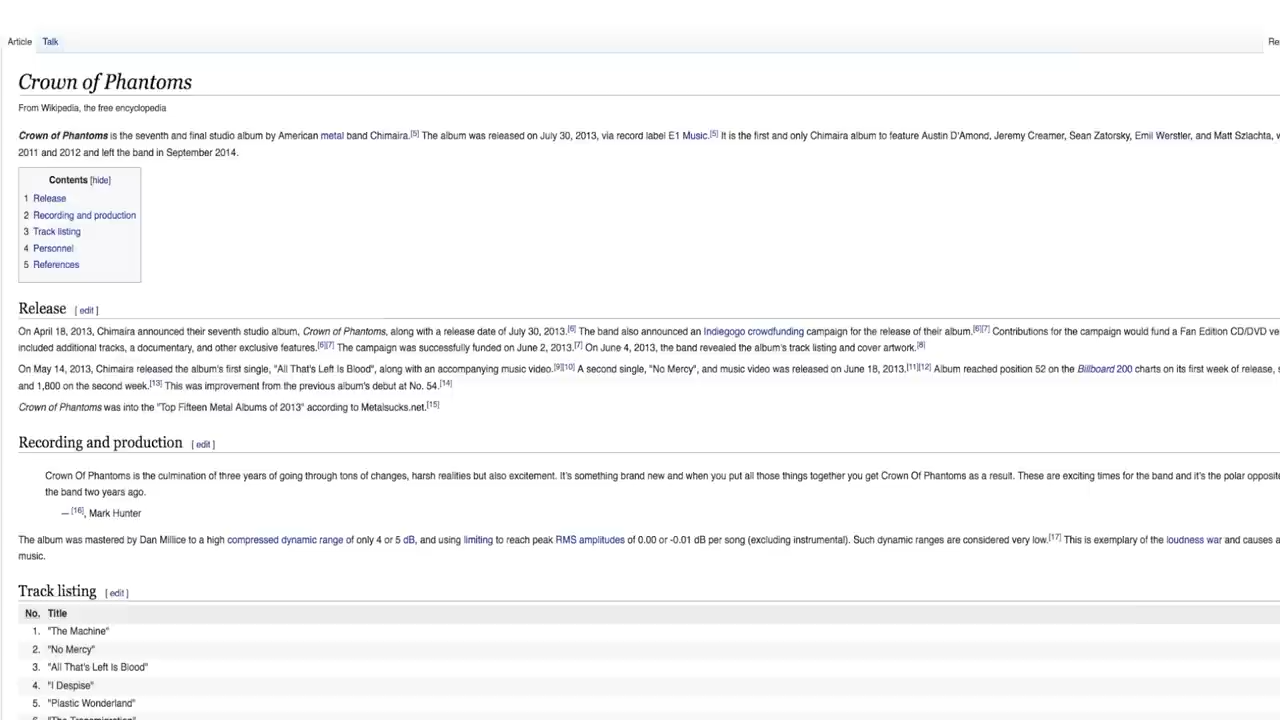 Article Talk
Crown of Phantoms
From Wikipedia, the free encyclopedia
Crown of Phantoms is the seventh and final studio album by American metal band Chimaira.[5] The album was released on July 30, 2013, via record label E1 Music.[5] It is the first and only Chimaira album to feature Austin D'Amond, Jeremy Creamer, Sean Zatorsky, Emil Werstler, and Matt Szlachta,
2011 and 2012 and left the band in September 2014.
Contents [hide]
1 Release
2 Recording and production
3 Track listing
4 Personnel
5 References
Release [ edit ]
On April 18, 2013, Chimaira announced their seventh studio album, Crown of Phantoms, along with a release date of July 30, 2013.[6] The band also announced an Indiegogo crowdfunding campaign for the release of their album.[6][7] Contributions for the campaign would fund a Fan Edition CD/DVD ve
included additional tracks, a documentary, and other exclusive features.[6][7] The campaign was successfully funded on June 2, 2013.[7] On June 4, 2013, the band revealed the album's track listing and cover artwork.[8]
On May 14, 2013, Chimaira released the album's first single, "All That's Left Is Blood", along with an accompanying music video.[9][10] A second single, "No Mercy", and music video was released on June 18, 2013.[11][12] Album reached position 52 on the Billboard 200 charts on its first week of release,
and 1,800 on the second week.[13] This was improvement from the previous album's debut at No. 54.[14]
Crown of Phantoms was into the "Top Fifteen Metal Albums of 2013" according to Metalsucks.net.[15]
Recording and production [ edit ]
Crown Of Phantoms is the culmination of three years of going through tons of changes, harsh realities but also excitement. It's something brand new and when you put all those things together you get Crown Of Phantoms as a result. These are exciting times for the band and it's the polar opposite
the band two years ago.
— [16], Mark Hunter
The album was mastered by Dan Millice to a high compressed dynamic range of only 4 or 5 dB, and using limiting to reach peak RMS amplitudes of 0.00 or -0.01 dB per song (excluding instrumental). Such dynamic ranges are considered very low.[17] This is exemplary of the loudness war and causes a
music.
Track listing [ edit ]
No. Title
1. "The Machine"
2. "No Mercy"
3. "All That's Left Is Blood"
4. "I Despise"
5. "Plastic Wonderland"
6. "The Transmigration"